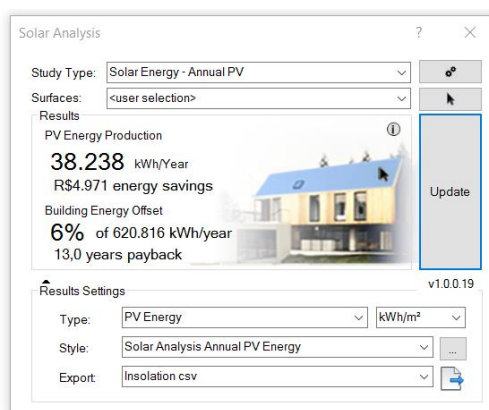 Solar Analysis ? X
Study Type: Solar Energy - Annual PV
Surfaces: <user selection>
Results
PV Energy Production
38.238 kWh/Year
R$4.971 energy savings
Building Energy Offset
6% of 620.816 kWh/year
13,0 years payback
Update
v1.0.0.19
Results Settings
Type: PV Energy kWh/m²
Style: Solar Analysis Annual PV Energy ...
Export: Insolation csv